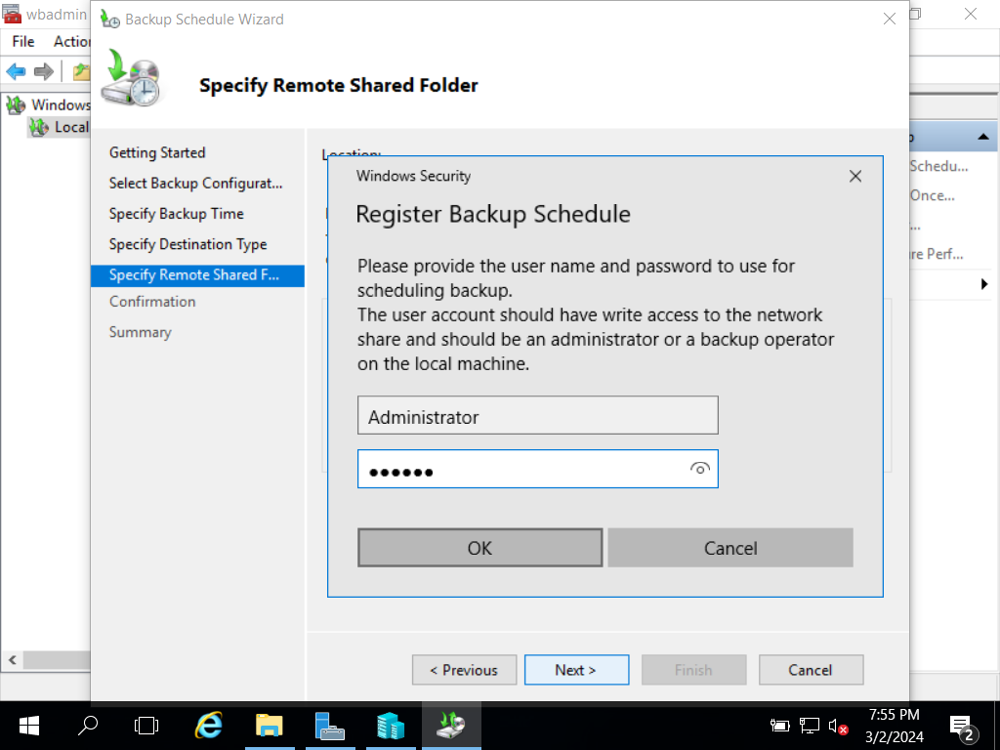 wbadmin
Backup Schedule Wizard
File
Action
Specify Remote Shared Folder
Windows
Local
Getting Started
Select Backup Configurat...
Specify Backup Time
Specify Destination Type
Specify Remote Shared F...
Confirmation
Summary
Location:
Windows Security
Register Backup Schedule
Please provide the user name and password to use for
scheduling backup.
The user account should have write access to the network
share and should be an administrator or a backup operator
on the local machine.
Administrator
OK
Cancel
Schedu...
Once...
...
re Perf...
< Previous
Next >
Finish
Cancel
7:55 PM
3/2/2024
2